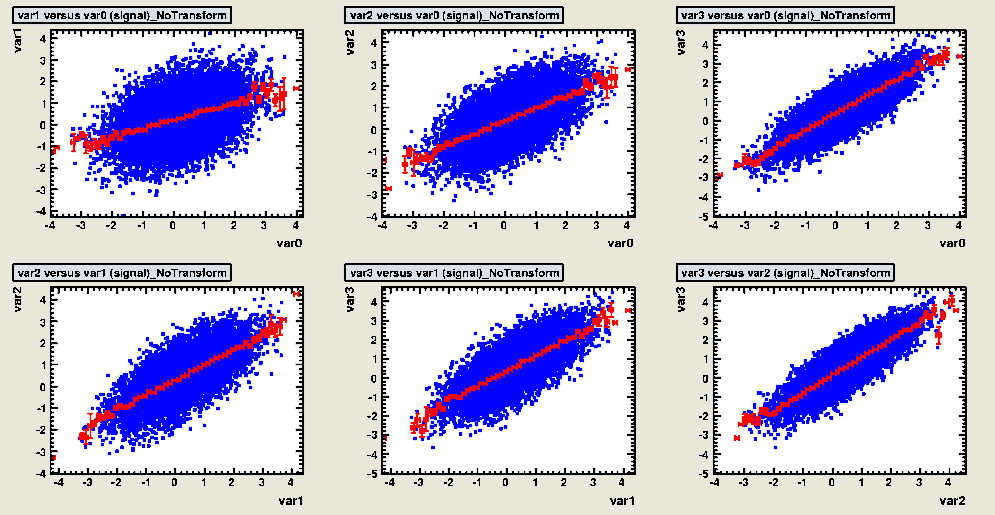 var1 versus var0 (signal)_NoTransform
var1
4
3
2
1
0
-1
-2
-3
-4
-4 -3 -2 -1 0 1 2 3 4
var0
var2 versus var0 (signal)_NoTransform
var2
4
3
2
1
0
-1
-2
-3
-4
-4 -3 -2 -1 0 1 2 3 4
var0
var3 versus var0 (signal)_NoTransform
var3
4
3
2
1
0
-1
-2
-3
-4
-5
-4 -3 -2 -1 0 1 2 3 4
var0
var2 versus var1 (signal)_NoTransform
var2
4
3
2
1
0
-1
-2
-3
-4
-4 -3 -2 -1 0 1 2 3 4
var1
var3 versus var1 (signal)_NoTransform
var3
4
3
2
1
0
-1
-2
-3
-4
-5
-4 -3 -2 -1 0 1 2 3 4
var1
var3 versus var2 (signal)_NoTransform
var3
4
3
2
1
0
-1
-2
-3
-4
-5
-4 -3 -2 -1 0 1 2 3 4
var2